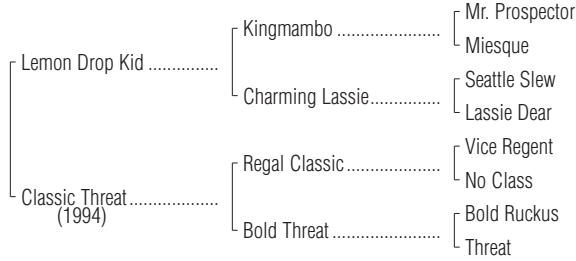 Mr. Prospector
Kingmambo .....................
Miesque
Lemon Drop Kid ..............
Seattle Slew
Charming Lassie..............
Lassie Dear
Vice Regent
Regal Classic ...................
No Class
Classic Threat..................
(1994)
Bold Ruckus
Bold Threat ......................
Threat